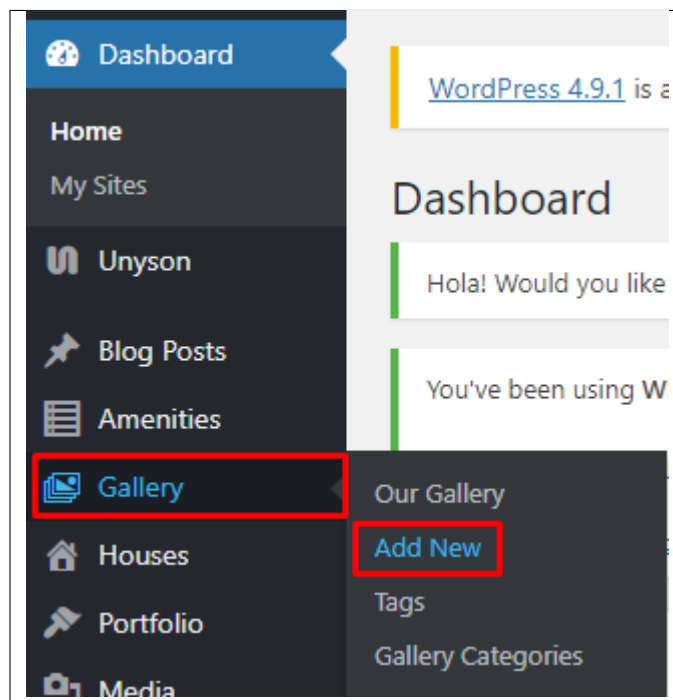 Dashboard
Home
My Sites
Unyson
Blog Posts
Amenities
Gallery
Houses
Portfolio
Media
WordPress 4.9.1 is a
Dashboard
Hola! Would you like
You've been using W
Our Gallery
Add New
Tags
Gallery Categories